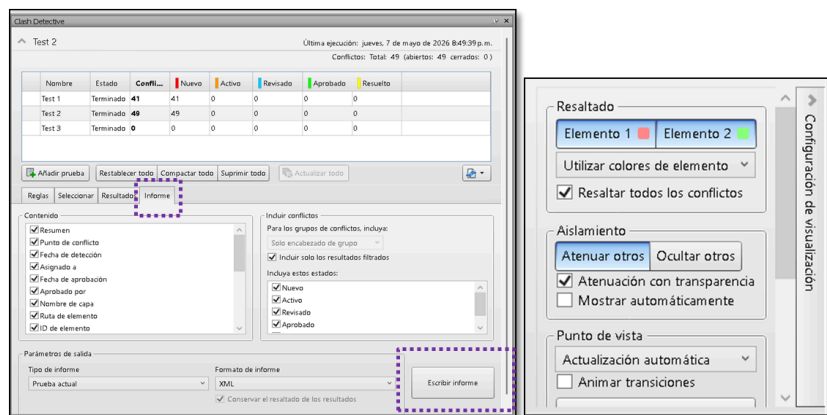 Clash Detective
Test 2
Última ejecución: jueves, 7 de mayo de 2026 8:49:39 p. m.
Conflictos: Total: 49 (abiertos: 49 cerrados: 0)
Nombre Estado Confli... Nuevo Activo Revisado Aprobado Resuelto
Test 1 Terminado 41 41 0 0 0 0
Test 2 Terminado 49 49 0 0 0 0
Test 3 Terminado 0 0 0 0 0 0
Añadir prueba Restablecer todo Compactar todo Suprimir todo Actualizar todo
Reglas Seleccionar Resultados Informe
Contenido
Resumen
Punto de conflicto
Fecha de detección
Asignado a
Fecha de aprobación
Aprobado por
Nombre de capa
Ruta de elemento
ID de elemento
Incluir conflictos
Para los grupos de conflictos, incluya:
Solo encabezado de grupo
Incluir solo los resultados filtrados
Incluya estos estados:
Nuevo
Activo
Revisado
Aprobado
Parámetros de salida
Tipo de informe
Prueba actual
Formato de informe
XML
Conservar el resaltado de los resultados
Escribir informe
Resaltado
Elemento 1 Elemento 2
Utilizar colores de elemento
Resaltar todos los conflictos
Aislamiento
Atenuar otros Ocultar otros
Atenuación con transparencia
Mostrar automáticamente
Punto de vista
Actualización automática
Animar transiciones
Configuración de visualización